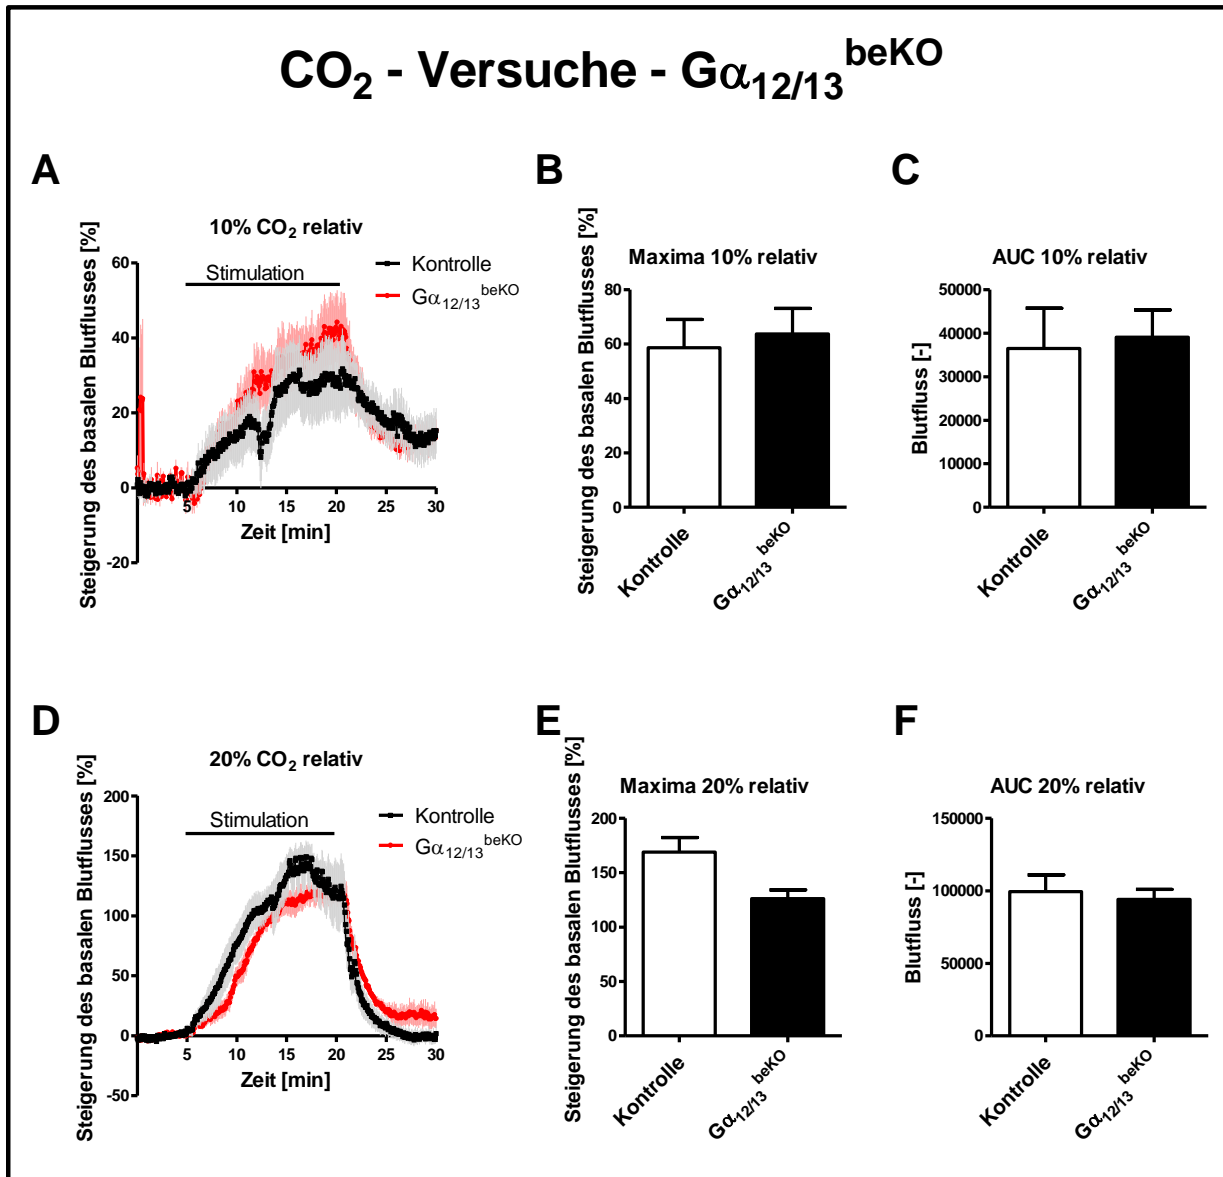 CO₂ - Versuche - Gα₁₂/₁₃ᵇᵉᴷᴼ
A
10% CO₂ relativ
Steigerung des basalen Blutflusses [%]
60
40
20
0
-20
5
10
15
20
25
30
Zeit [min]
Stimulation
Kontrolle
Gα₁₂/₁₃ᵇᵉᴷᴼ
B
Maxima 10% relativ
Steigerung des basalen Blutflusses [%]
80
60
40
20
0
Kontrolle
Gα₁₂/₁₃ᵇᵉᴷᴼ
C
AUC 10% relativ
Blutfluss [-]
50000
40000
30000
20000
10000
0
Kontrolle
Gα₁₂/₁₃ᵇᵉᴷᴼ
D
20% CO₂ relativ
Steigerung des basalen Blutflusses [%]
200
150
100
50
0
-50
5
10
15
20
25
30
Zeit [min]
Stimulation
Kontrolle
Gα₁₂/₁₃ᵇᵉᴷᴼ
E
Maxima 20% relativ
Steigerung des basalen Blutflusses [%]
200
150
100
50
0
Kontrolle
Gα₁₂/₁₃ᵇᵉᴷᴼ
F
AUC 20% relativ
Blutfluss [-]
150000
100000
50000
0
Kontrolle
Gα₁₂/₁₃ᵇᵉᴷᴼ